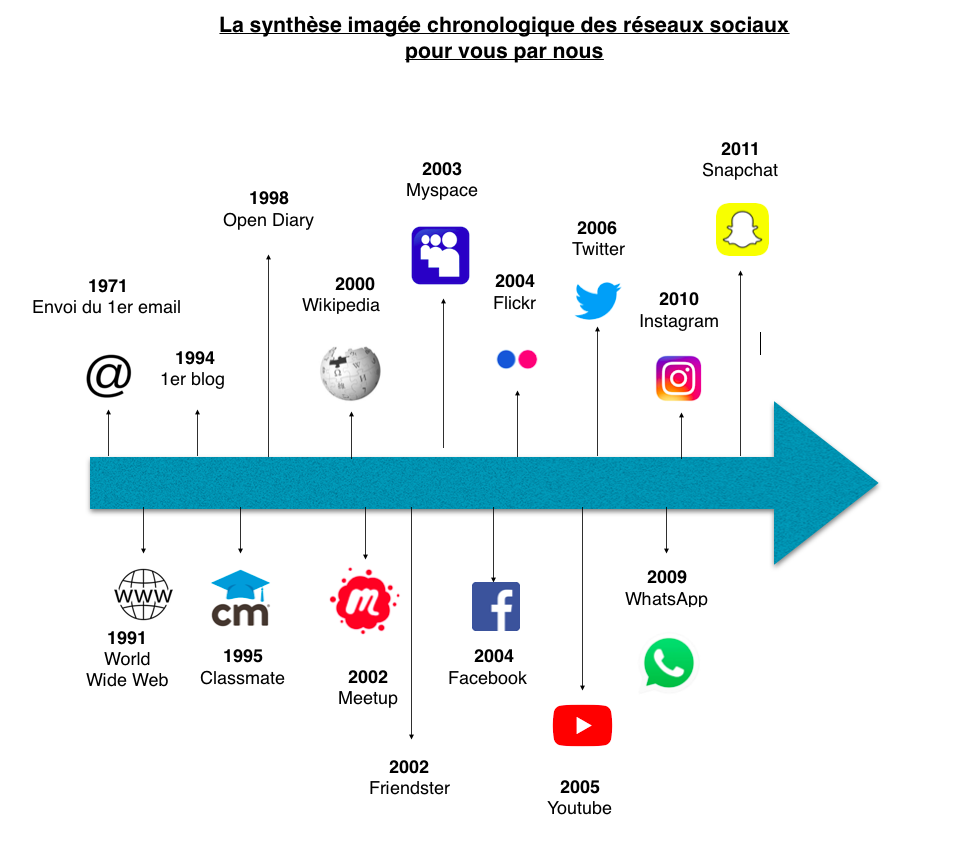 La synthèse imagée chronologique des réseaux sociaux
pour vous par nous
2011
Snapchat
2003
Myspace
1998
Open Diary
2006
Twitter
1971
Envoi du 1er email
2000
Wikipedia
2004
Flickr
2010
Instagram
@
1994
1er blog
www
cm
m
f
1991
World
Wide Web
1995
Classmate
2002
Meetup
2004
Facebook
2009
WhatsApp
2002
Friendster
2005
Youtube